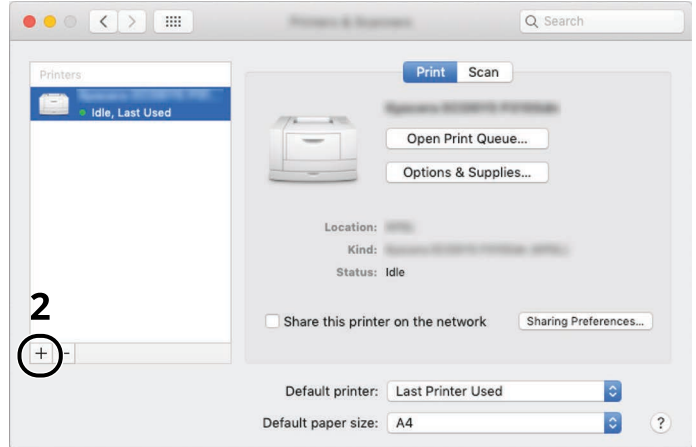 Search
Printers
Print Scan
Idle, Last Used
Open Print Queue...
Options & Supplies...
Location:
Kind:
Status: Idle
2
Share this printer on the network Sharing Preferences...
+ -
Default printer: Last Printer Used
Default paper size: A4 ?